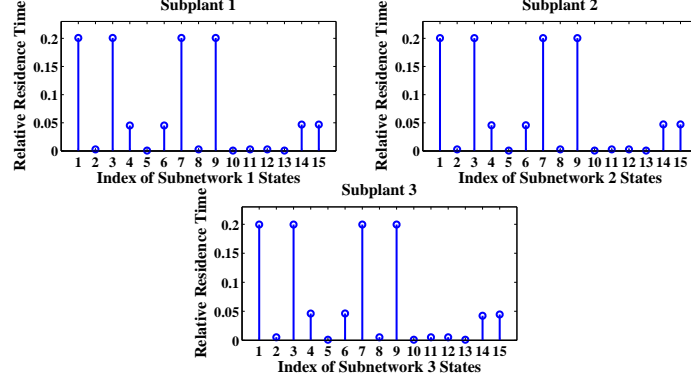 Subplant 1
Relative Residence Time
0.2
0.15
0.1
0.05
0
1 2 3 4 5 6 7 8 9 10 11 12 13 14 15
Index of Subnetwork 1 States
Subplant 2
Relative Residence Time
0.2
0.15
0.1
0.05
0
1 2 3 4 5 6 7 8 9 10 11 12 13 14 15
Index of Subnetwork 2 States
Subplant 3
Relative Residence Time
0.2
0.15
0.1
0.05
0
1 2 3 4 5 6 7 8 9 10 11 12 13 14 15
Index of Subnetwork 3 States